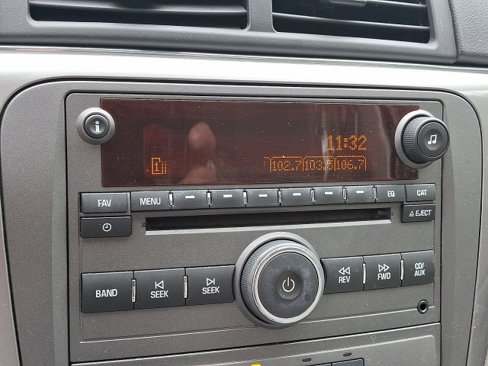 11:32
1 102.7 103.5 106.7
FAV MENU EQ CAT
EJECT
BAND SEEK SEEK REV FWD CD/
AUX